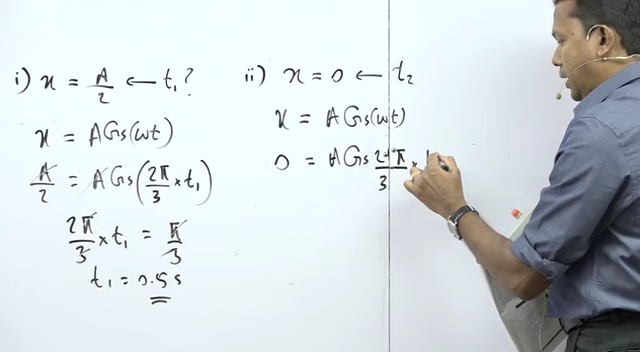 i) x = A/2 ← t₁?
x = A Cos(ωt)
A/2 = A Cos(2π/3 × t₁)
2π/3 × t₁ = π/3
t₁ = 0.5 s
ii) x = 0 ← t₂
x = A Cos(ωt)
0 = A Cos 2π/3 × t